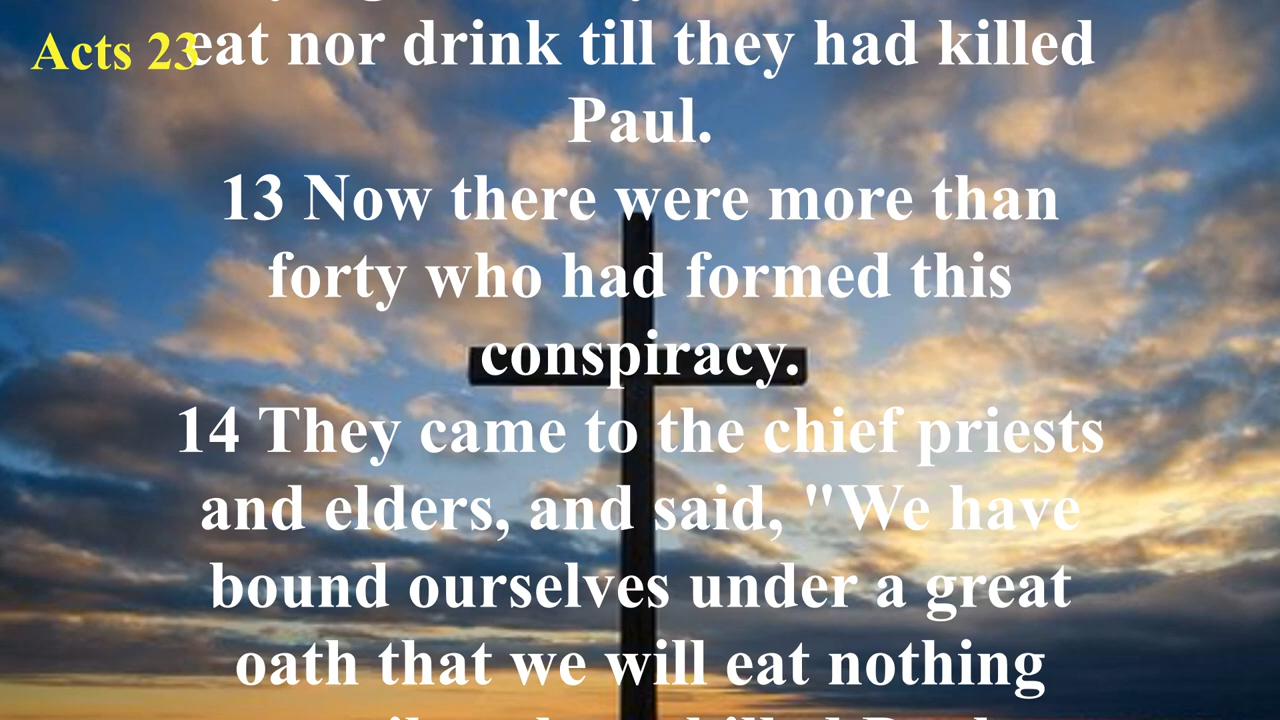 Acts 23
eat nor drink till they had killed
Paul.
13 Now there were more than
forty who had formed this
conspiracy.
14 They came to the chief priests
and elders, and said, "We have
bound ourselves under a great
oath that we will eat nothing